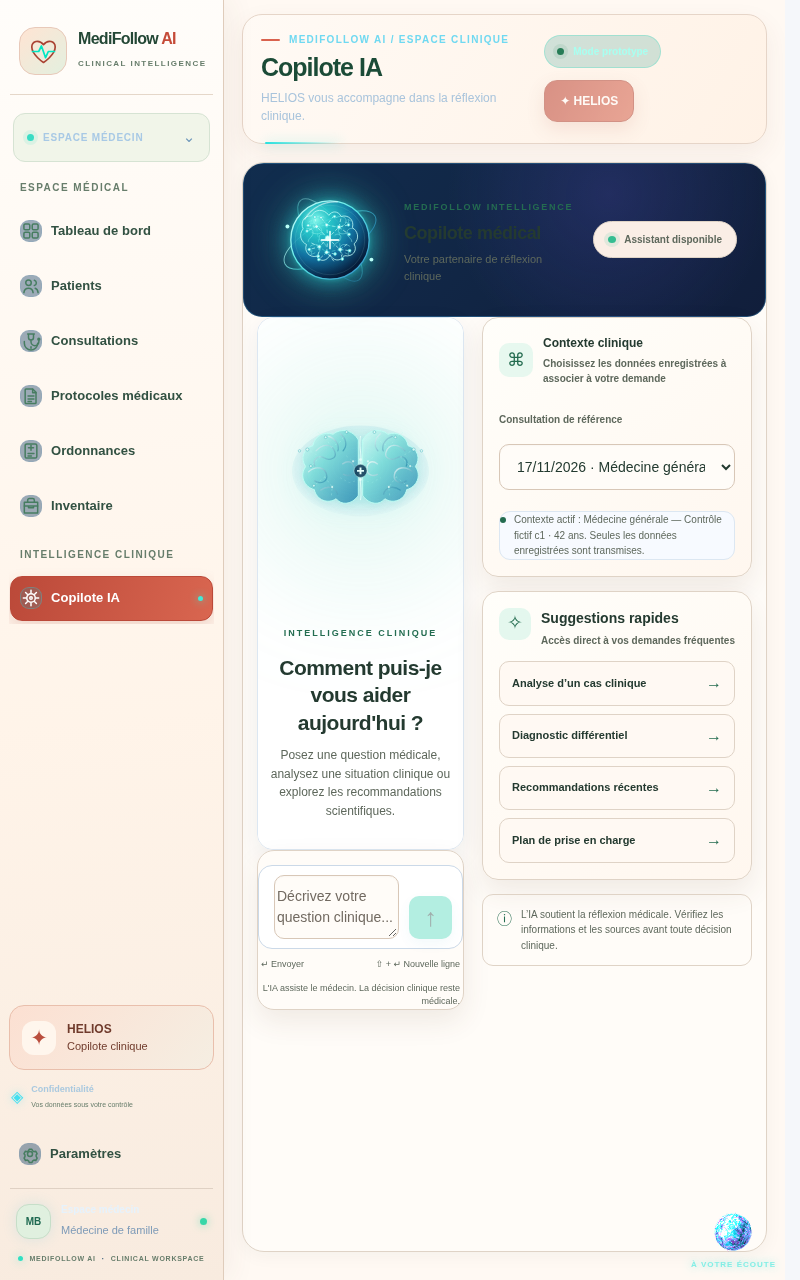 MediFollow AI
CLINICAL INTELLIGENCE
ESPACE MÉDECIN
ESPACE MÉDICAL
Tableau de bord
Patients
Consultations
Protocoles médicaux
Ordonnances
Inventaire
INTELLIGENCE CLINIQUE
Copilote IA
HELIOS
Copilote clinique
Confidentialité
Vos données sous votre contrôle
Paramètres
MB
Médecine de famille
MEDIFOLLOW AI · CLINICAL WORKSPACE
MEDIFOLLOW AI / ESPACE CLINIQUE
Copilote IA
HELIOS vous accompagne dans la réflexion
clinique.
Mode prototype
✦ HELIOS
MEDIFOLLOW INTELLIGENCE
Copilote médical
Votre partenaire de réflexion
clinique
Assistant disponible
INTELLIGENCE CLINIQUE
Comment puis-je
vous aider
aujourd'hui ?
Posez une question médicale,
analysez une situation clinique ou
explorez les recommandations
scientifiques.
Décrivez votre
question clinique...
↑
↵ Envoyer
⇧ + ↵ Nouvelle ligne
L'IA assiste le médecin. La décision clinique reste
médicale.
⌘
Contexte clinique
Choisissez les données enregistrées à
associer à votre demande
Consultation de référence
17/11/2026 · Médecine généra
Contexte actif : Médecine générale — Contrôle
fictif c1 · 42 ans. Seules les données
enregistrées sont transmises.
Suggestions rapides
Accès direct à vos demandes fréquentes
Analyse d'un cas clinique →
Diagnostic différentiel →
Recommandations récentes →
Plan de prise en charge →
ⓘ
L'IA soutient la réflexion médicale. Vérifiez les
informations et les sources avant toute décision
clinique.
À VOTRE ÉCOUTE